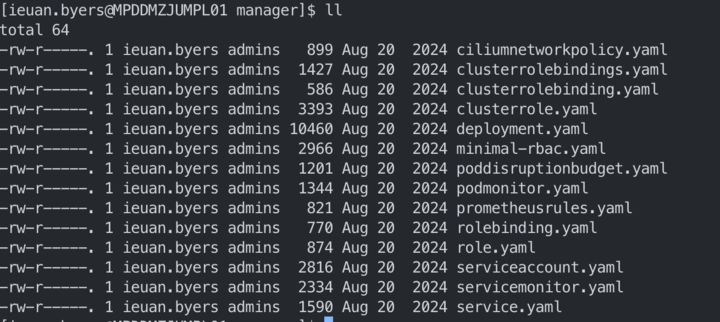 [ieuan.byers@MPDDMZJUMPL01 manager]$ ll
total 64
-rw-r-----. 1 ieuan.byers admins   899 Aug 20  2024 ciliumnetworkpolicy.yaml
-rw-r-----. 1 ieuan.byers admins  1427 Aug 20  2024 clusterrolebindings.yaml
-rw-r-----. 1 ieuan.byers admins   586 Aug 20  2024 clusterrolebinding.yaml
-rw-r-----. 1 ieuan.byers admins  3393 Aug 20  2024 clusterrole.yaml
-rw-r-----. 1 ieuan.byers admins 10460 Aug 20  2024 deployment.yaml
-rw-r-----. 1 ieuan.byers admins  2966 Aug 20  2024 minimal-rbac.yaml
-rw-r-----. 1 ieuan.byers admins  1201 Aug 20  2024 poddisruptionbudget.yaml
-rw-r-----. 1 ieuan.byers admins  1344 Aug 20  2024 podmonitor.yaml
-rw-r-----. 1 ieuan.byers admins   821 Aug 20  2024 prometheusrules.yaml
-rw-r-----. 1 ieuan.byers admins   770 Aug 20  2024 rolebinding.yaml
-rw-r-----. 1 ieuan.byers admins   874 Aug 20  2024 role.yaml
-rw-r-----. 1 ieuan.byers admins  2816 Aug 20  2024 serviceaccount.yaml
-rw-r-----. 1 ieuan.byers admins  2334 Aug 20  2024 servicemonitor.yaml
-rw-r-----. 1 ieuan.byers admins  1590 Aug 20  2024 service.yaml
[ieuan.byers@MPDDMZJUMPL01 manager]$